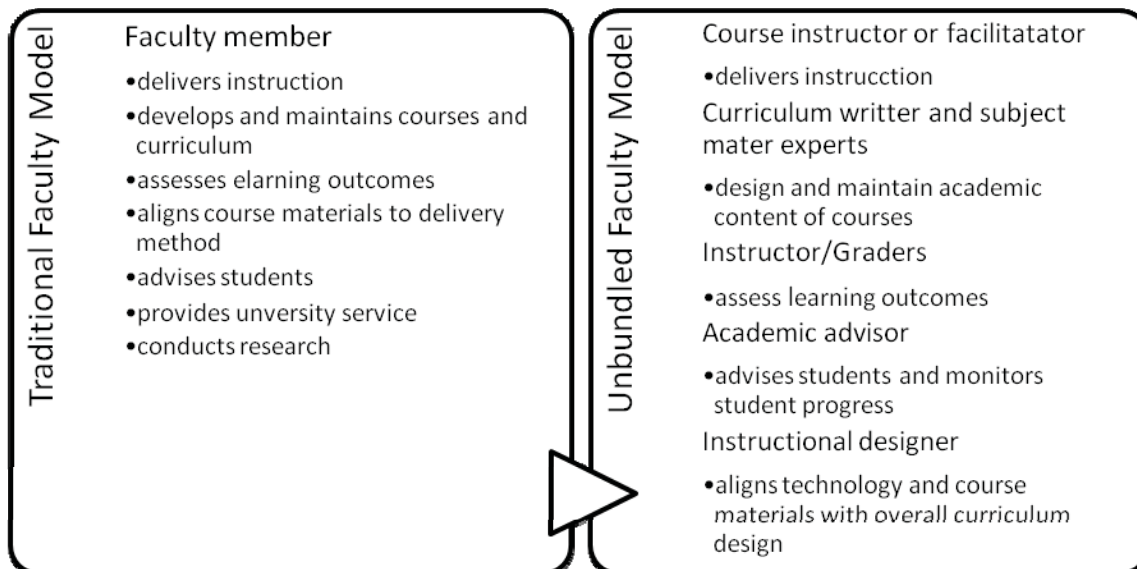 Traditional Faculty Model
Faculty member
•delivers instruction
•develops and maintains courses and
curriculum
•assesses elarning outcomes
•aligns course materials to delivery
method
•advises students
•provides unversity service
•conducts research
Unbundled Faculty Model
Course instructor or facilitatator
•delivers instrucction
Curriculum writter and subject
mater experts
•design and maintain academic
content of courses
Instructor/Graders
•assess learning outcomes
Academic advisor
•advises students and monitors
student progress
Instructional designer
•aligns technology and course
materials with overall curriculum
design